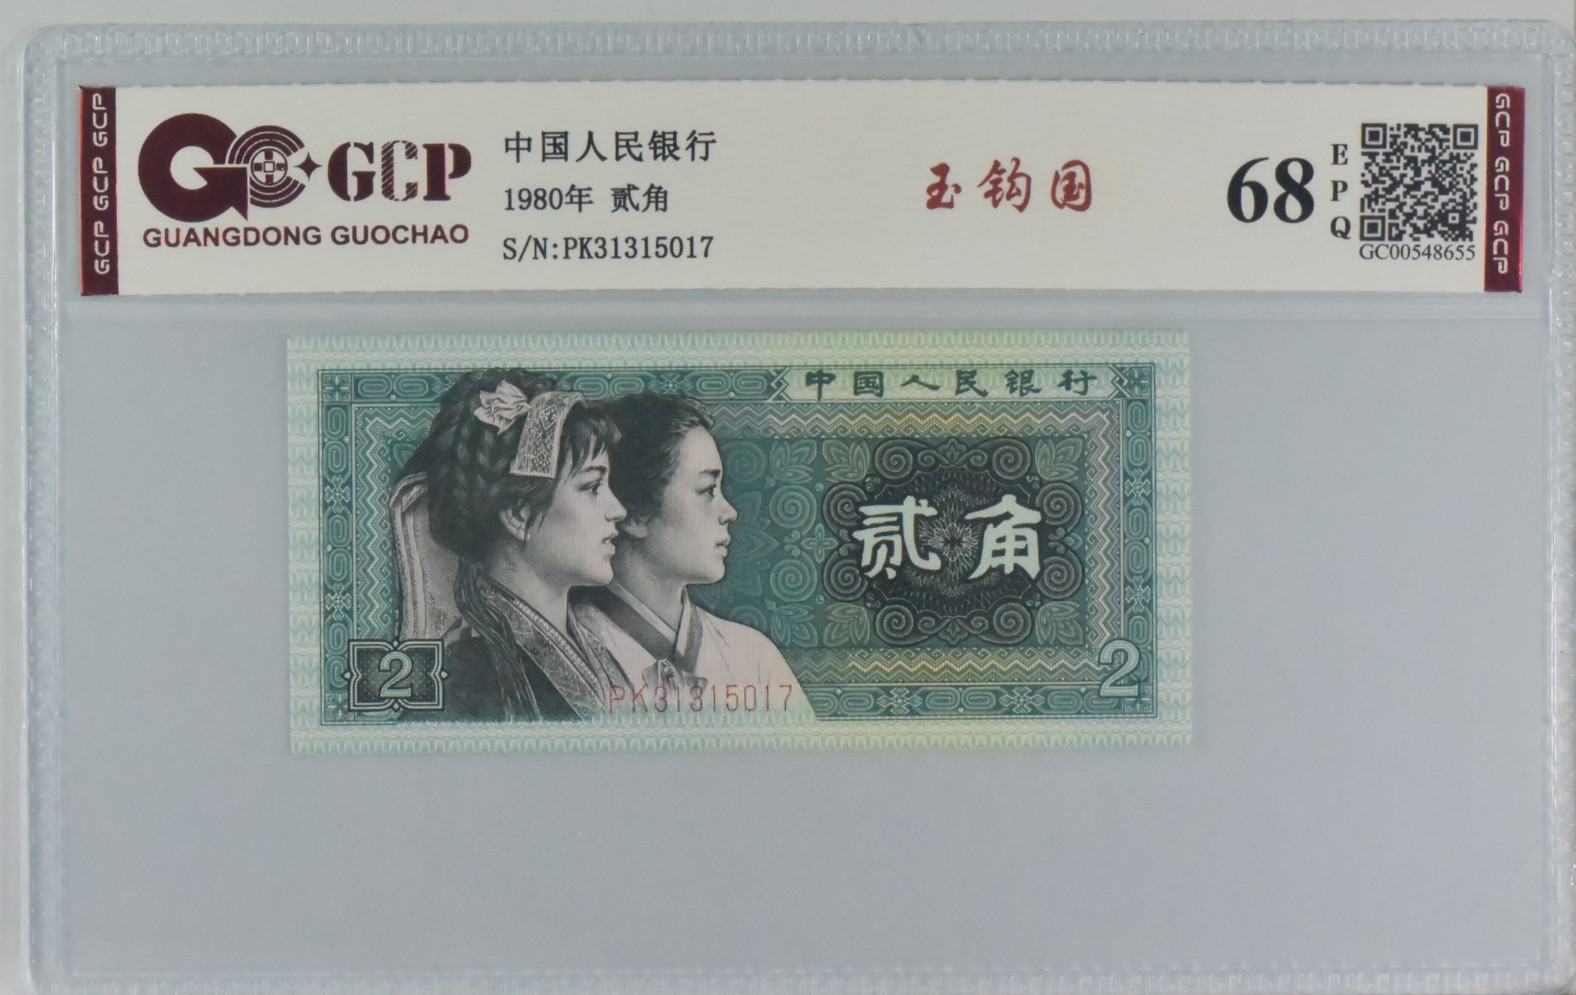 GCP GCP GCP
GCP
GUANGDONG GUOCHAO
中国人民银行
1980年 贰角
S/N:PK31315017
玉钩国
68
EPQ
GC00548655
GCP GCP GCP
中国人民银行
贰角
2
2
PK31315017